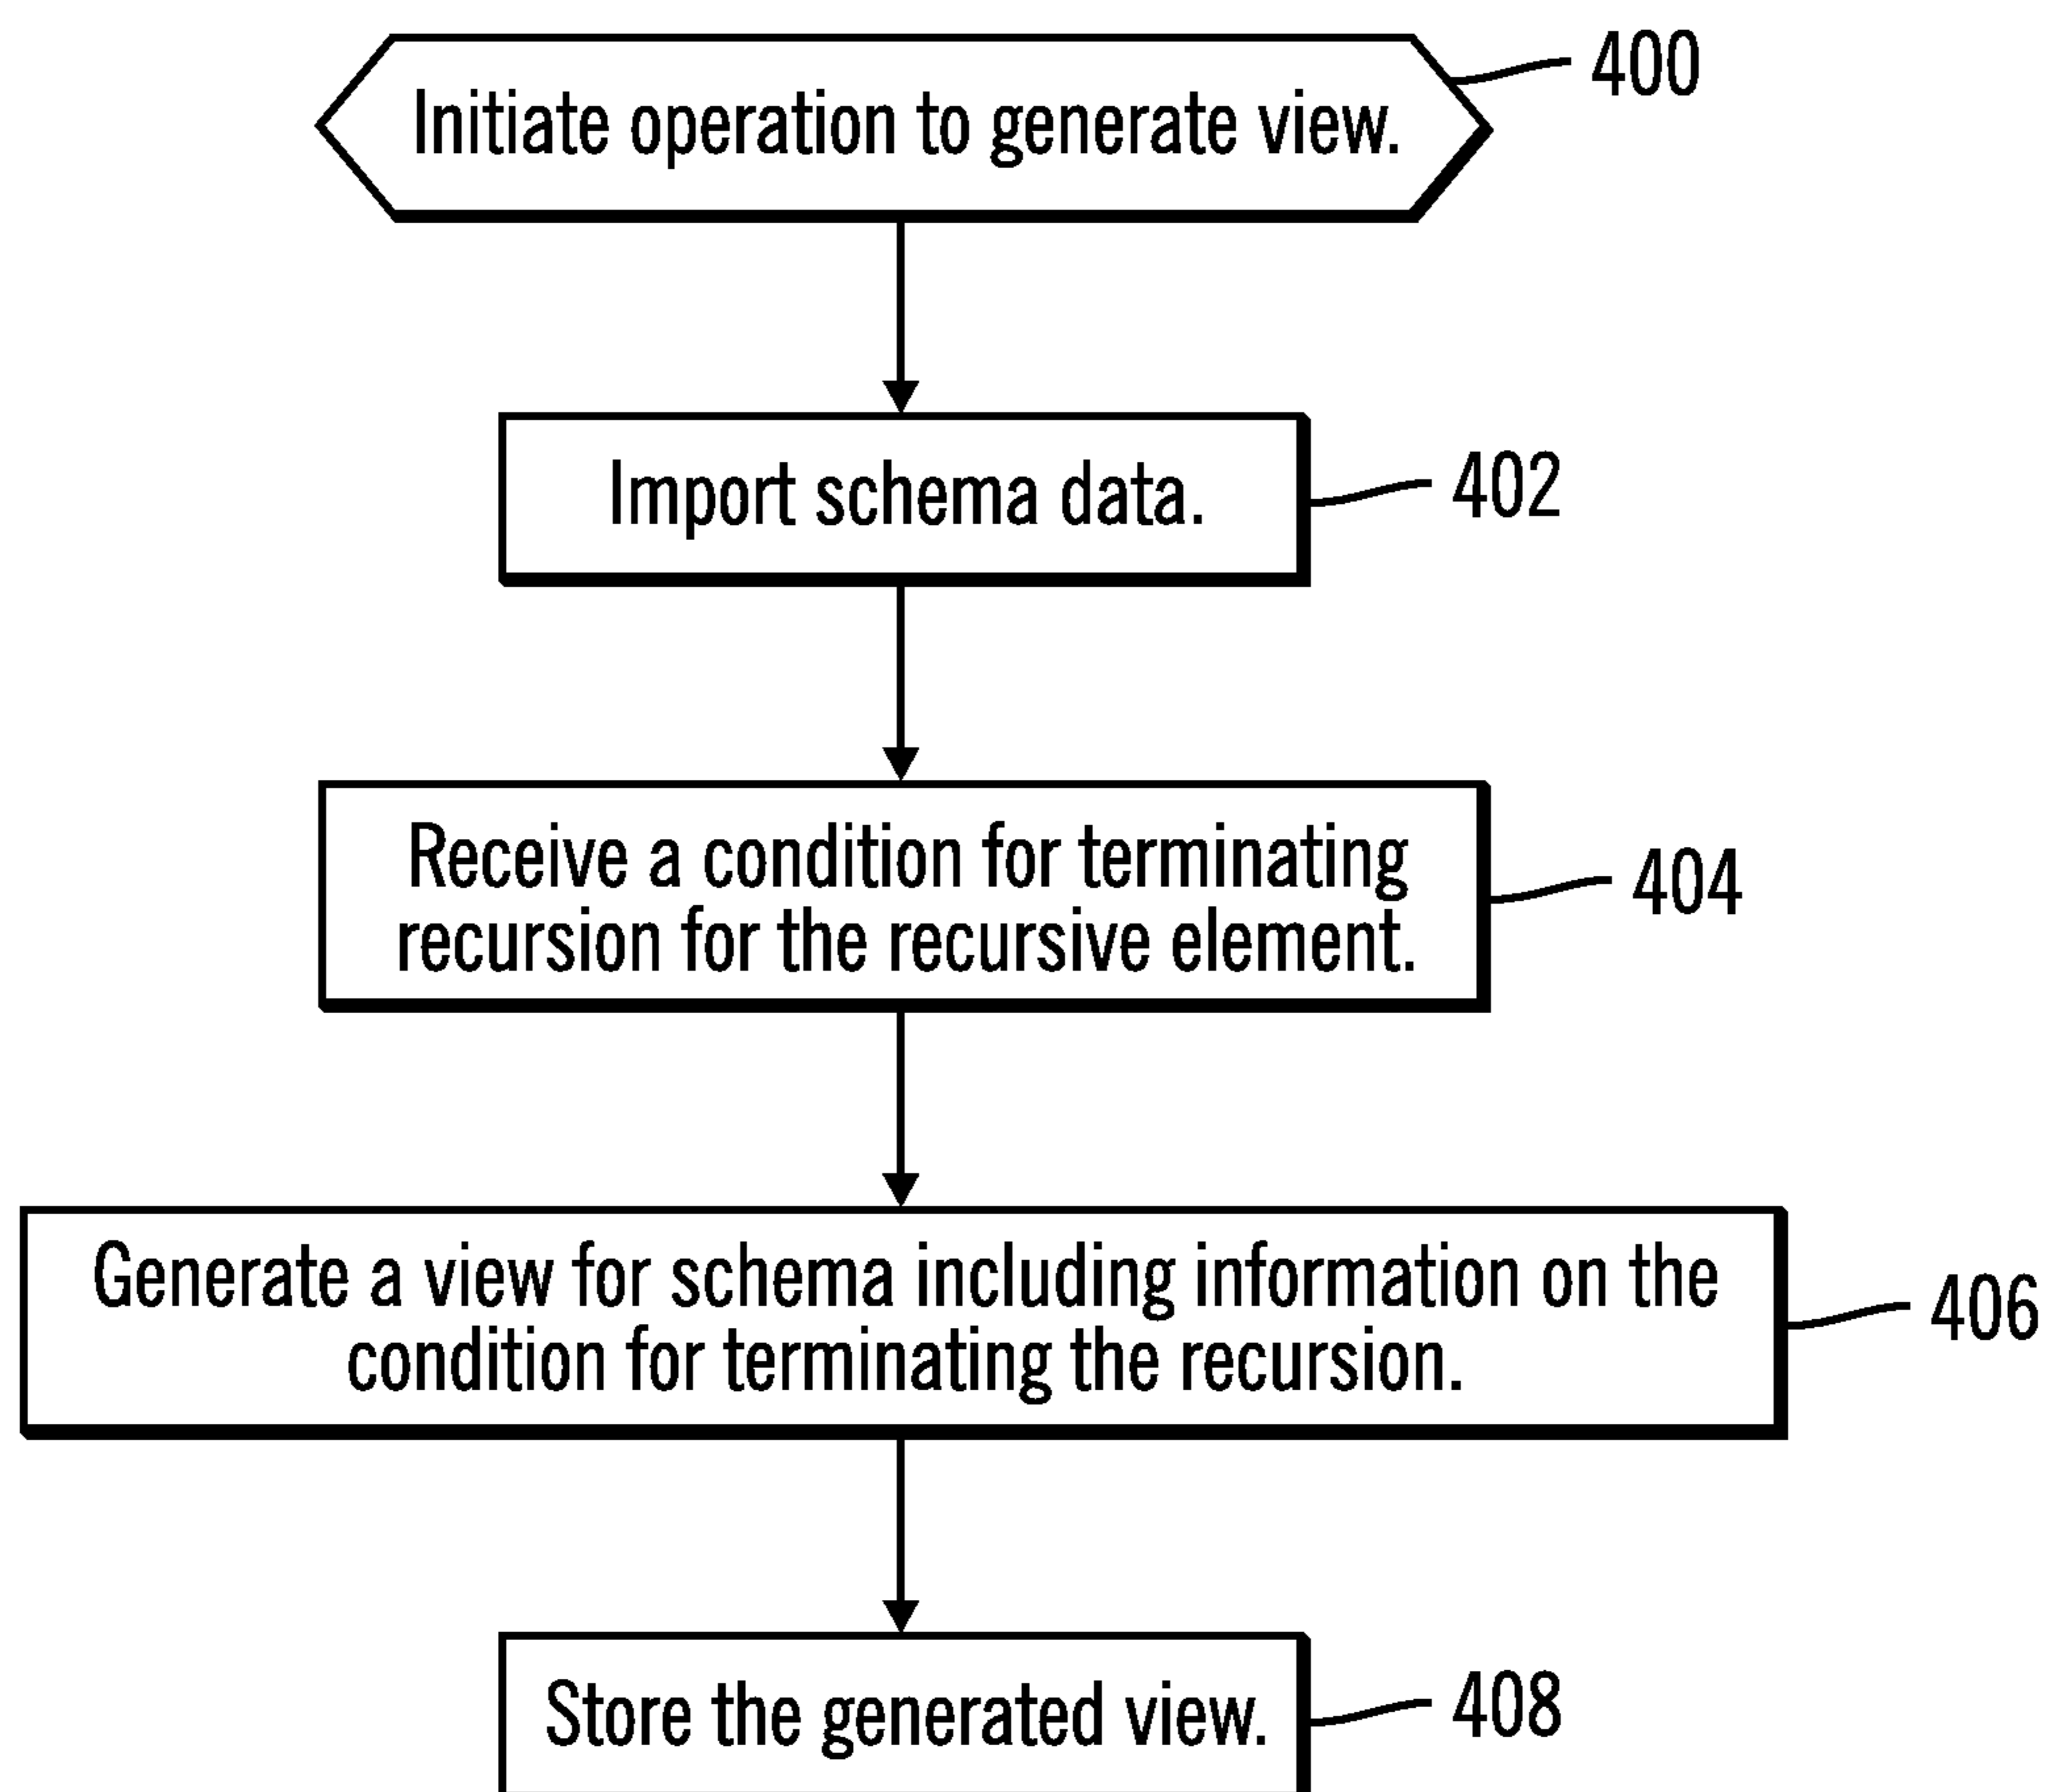 Initiate operation to generate view.
400
Import schema data.
402
Receive a condition for terminating
recursion for the recursive element.
404
Generate a view for schema including information on the
condition for terminating the recursion.
406
Store the generated view.
408